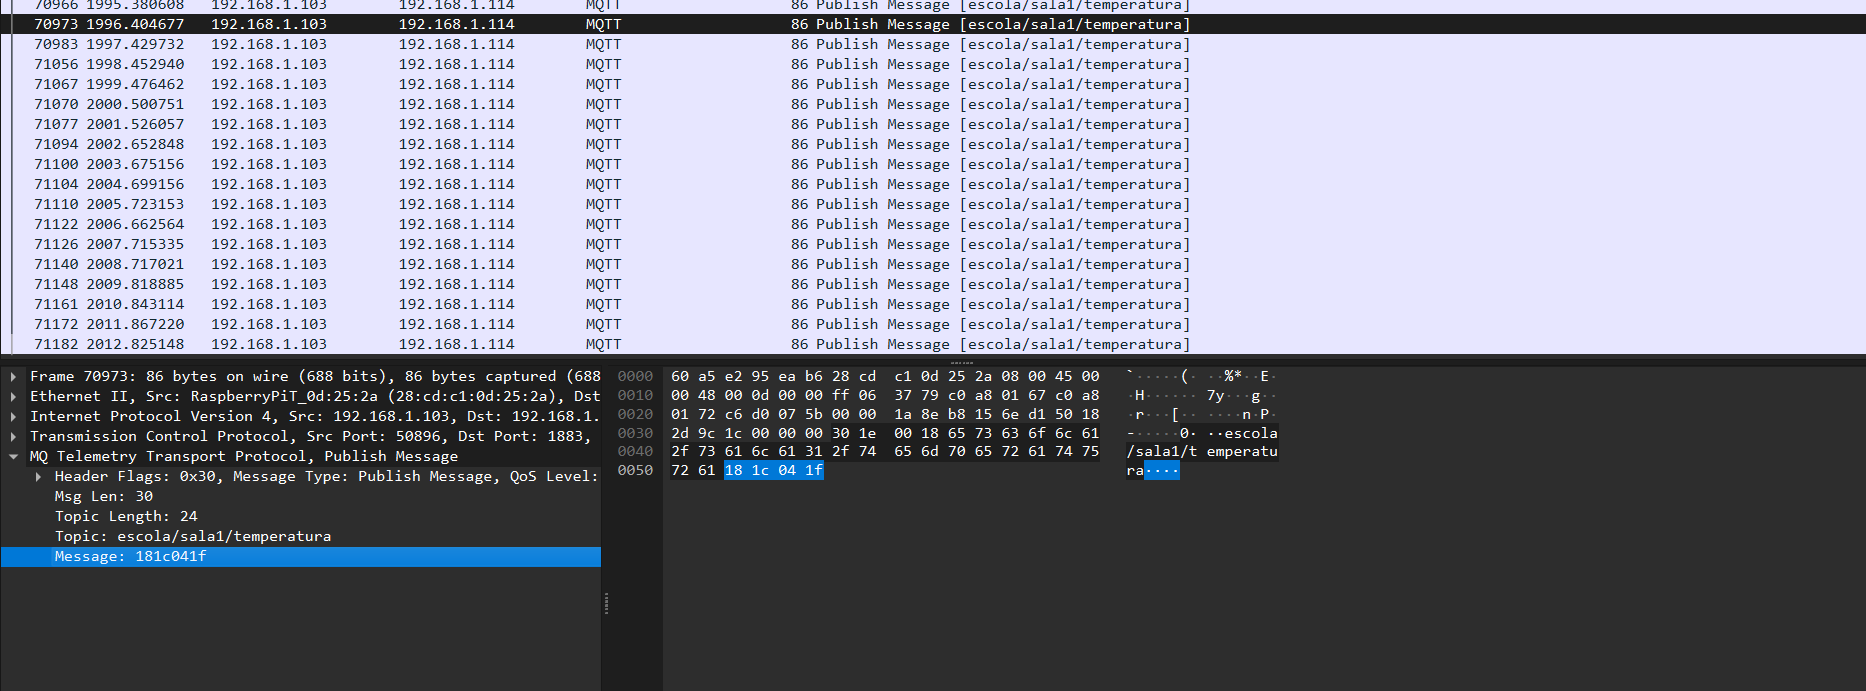 70966 1995.380608 192.168.1.103 192.168.1.114 MQTT 86 Publish Message [escola/sala1/temperatura]
70973 1996.404677 192.168.1.103 192.168.1.114 MQTT 86 Publish Message [escola/sala1/temperatura]
70983 1997.429732 192.168.1.103 192.168.1.114 MQTT 86 Publish Message [escola/sala1/temperatura]
71056 1998.452940 192.168.1.103 192.168.1.114 MQTT 86 Publish Message [escola/sala1/temperatura]
71067 1999.476462 192.168.1.103 192.168.1.114 MQTT 86 Publish Message [escola/sala1/temperatura]
71070 2000.500751 192.168.1.103 192.168.1.114 MQTT 86 Publish Message [escola/sala1/temperatura]
71077 2001.526057 192.168.1.103 192.168.1.114 MQTT 86 Publish Message [escola/sala1/temperatura]
71094 2002.652848 192.168.1.103 192.168.1.114 MQTT 86 Publish Message [escola/sala1/temperatura]
71100 2003.675156 192.168.1.103 192.168.1.114 MQTT 86 Publish Message [escola/sala1/temperatura]
71104 2004.699156 192.168.1.103 192.168.1.114 MQTT 86 Publish Message [escola/sala1/temperatura]
71110 2005.723153 192.168.1.103 192.168.1.114 MQTT 86 Publish Message [escola/sala1/temperatura]
71122 2006.662564 192.168.1.103 192.168.1.114 MQTT 86 Publish Message [escola/sala1/temperatura]
71126 2007.715335 192.168.1.103 192.168.1.114 MQTT 86 Publish Message [escola/sala1/temperatura]
71140 2008.717021 192.168.1.103 192.168.1.114 MQTT 86 Publish Message [escola/sala1/temperatura]
71148 2009.818885 192.168.1.103 192.168.1.114 MQTT 86 Publish Message [escola/sala1/temperatura]
71161 2010.843114 192.168.1.103 192.168.1.114 MQTT 86 Publish Message [escola/sala1/temperatura]
71172 2011.867220 192.168.1.103 192.168.1.114 MQTT 86 Publish Message [escola/sala1/temperatura]
71182 2012.825148 192.168.1.103 192.168.1.114 MQTT 86 Publish Message [escola/sala1/temperatura]
Frame 70973: 86 bytes on wire (688 bits), 86 bytes captured (688
Ethernet II, Src: RaspberryPiT_0d:25:2a (28:cd:c1:0d:25:2a), Dst
Internet Protocol Version 4, Src: 192.168.1.103, Dst: 192.168.1.
Transmission Control Protocol, Src Port: 50896, Dst Port: 1883,
MQ Telemetry Transport Protocol, Publish Message
Header Flags: 0x30, Message Type: Publish Message, QoS Level:
Msg Len: 30
Topic Length: 24
Topic: escola/sala1/temperatura
Message: 181c041f
0000 60 a5 e2 95 ea b6 28 cd c1 0d 25 2a 08 00 45 00 `·····(· ··%*··E·
0010 00 48 00 0d 00 00 ff 06 37 79 c0 a8 01 67 c0 a8 ·H······ 7y···g··
0020 01 72 c6 d0 07 5b 00 00 1a 8e b8 15 6e d1 50 18 ·r···[·· ····n·P·
0030 2d 9c 1c 00 00 00 30 1e 00 18 65 73 63 6f 6c 61 -·····0· ··escola
0040 2f 73 61 6c 61 31 2f 74 65 6d 70 65 72 61 74 75 /sala1/t emperatu
0050 72 61 18 1c 04 1f ra····